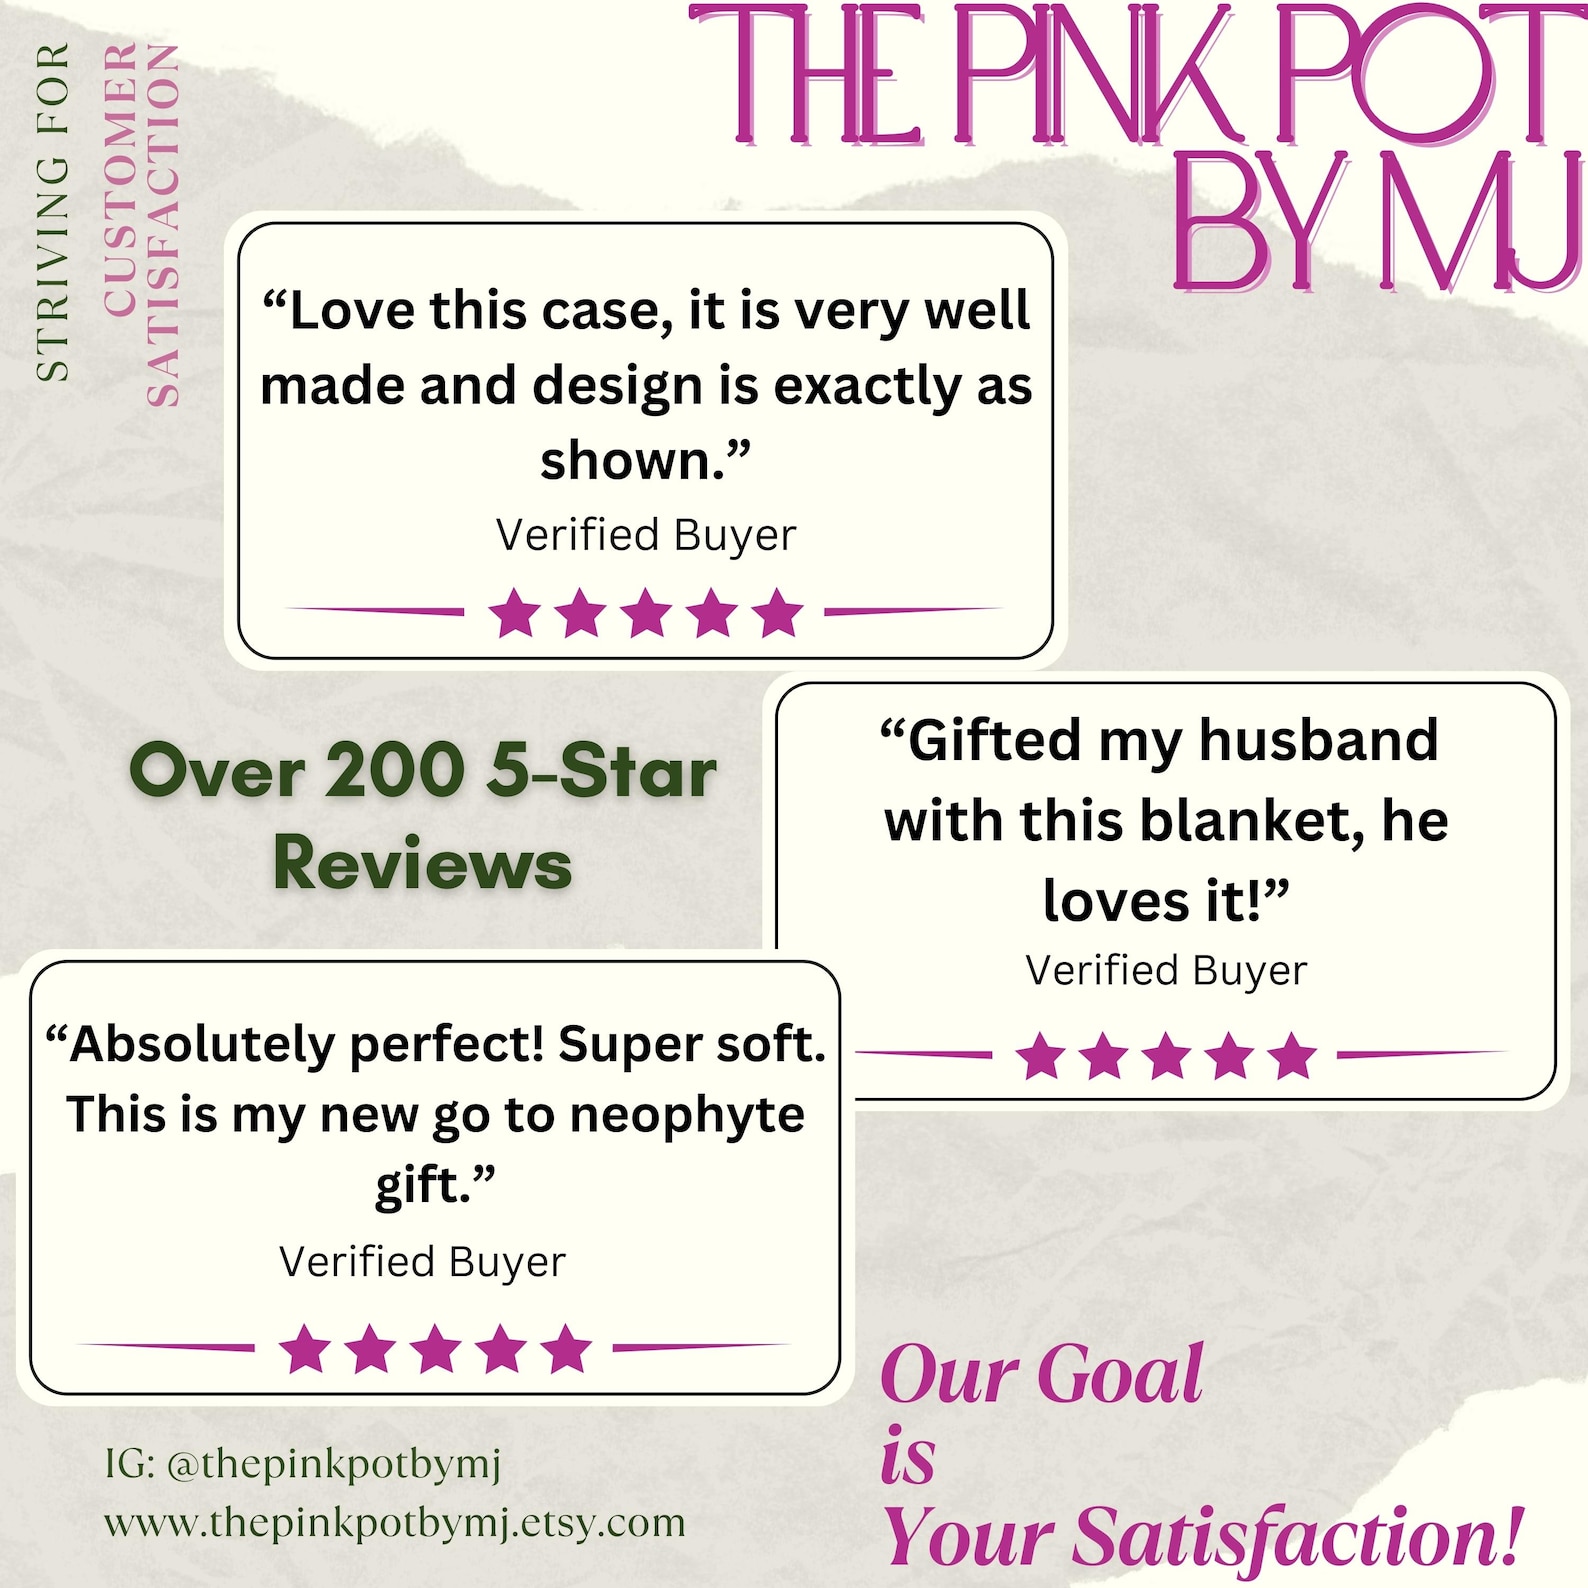 STRIVING FOR
CUSTOMER
SATISFACTION
THE PINK POT
BY MJ
“Love this case, it is very well
made and design is exactly as
shown.”
Verified Buyer
Over 200 5-Star
Reviews
“Gifted my husband
with this blanket, he
loves it!”
Verified Buyer
“Absolutely perfect! Super soft.
This is my new go to neophyte
gift.”
Verified Buyer
IG: @thepinkpotbymj
www.thepinkpotbymj.etsy.com
Our Goal
is
Your Satisfaction!